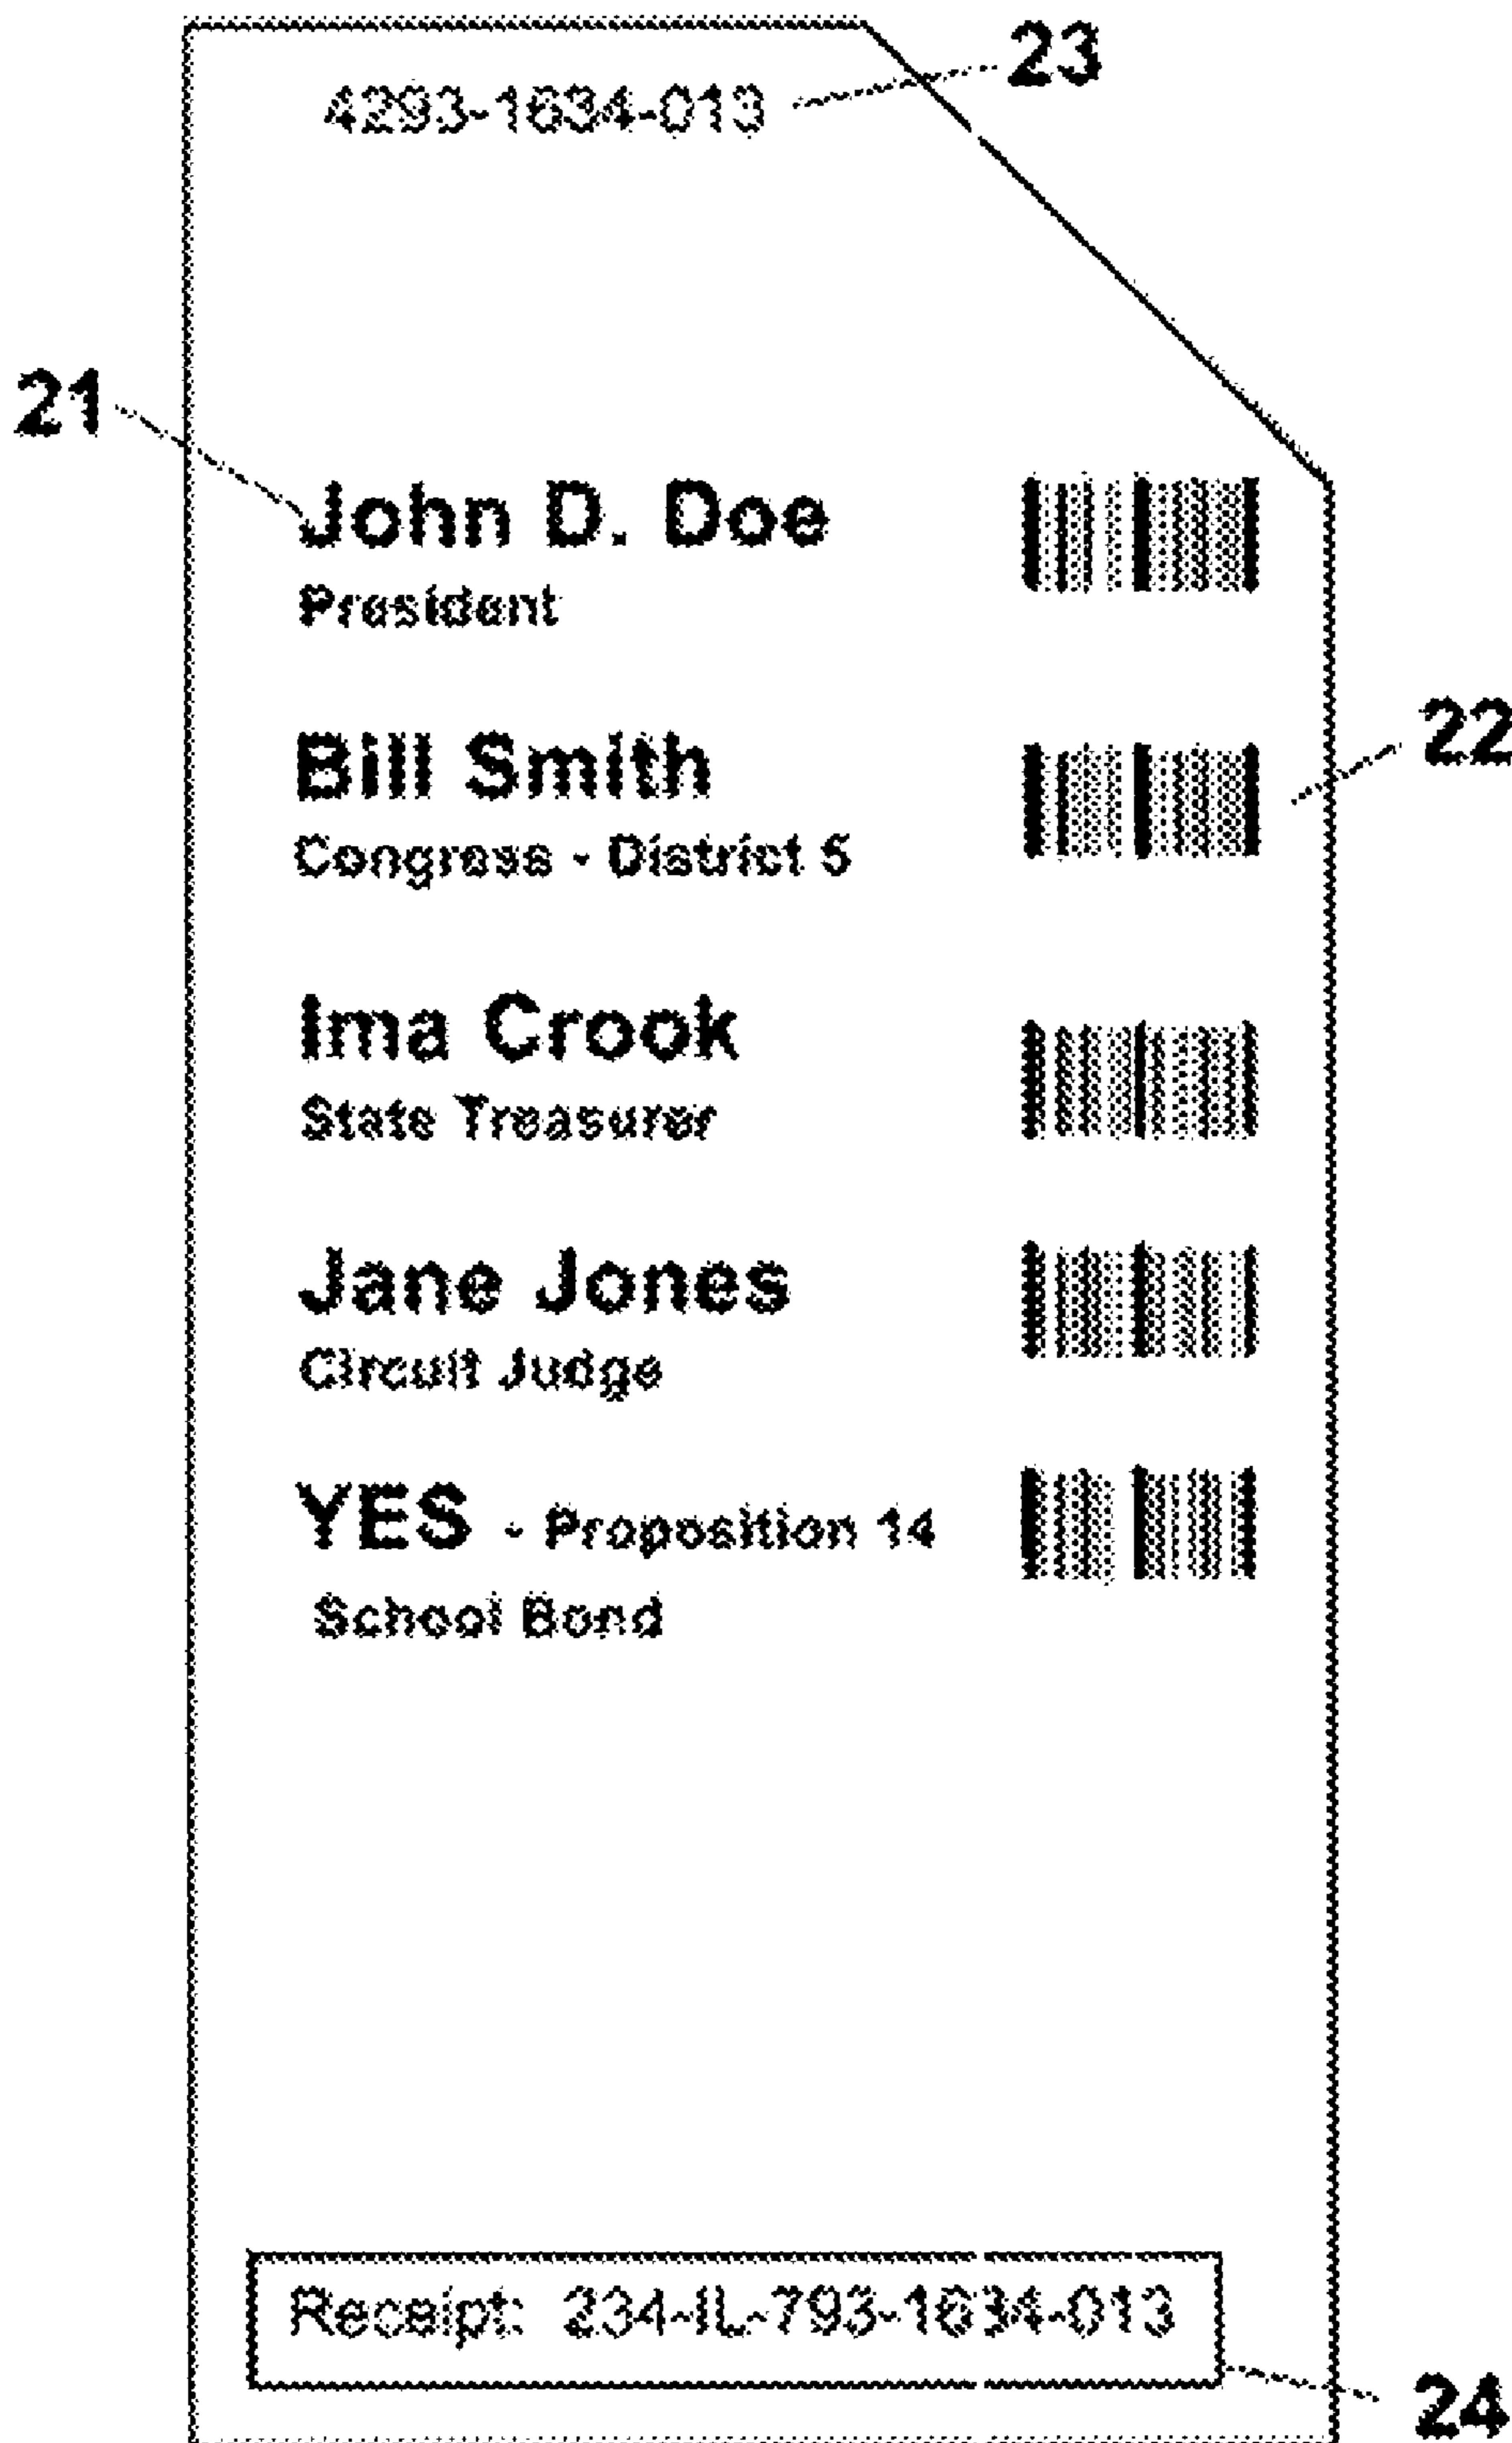 23
4293-1634-013
21
John D. Doe
President
22
Bill Smith
Congress - District 5
Ima Crook
State Treasurer
Jane Jones
Circuit Judge
YES - Proposition 14
School Bond
Receipt: 234-IL-793-1634-013
24